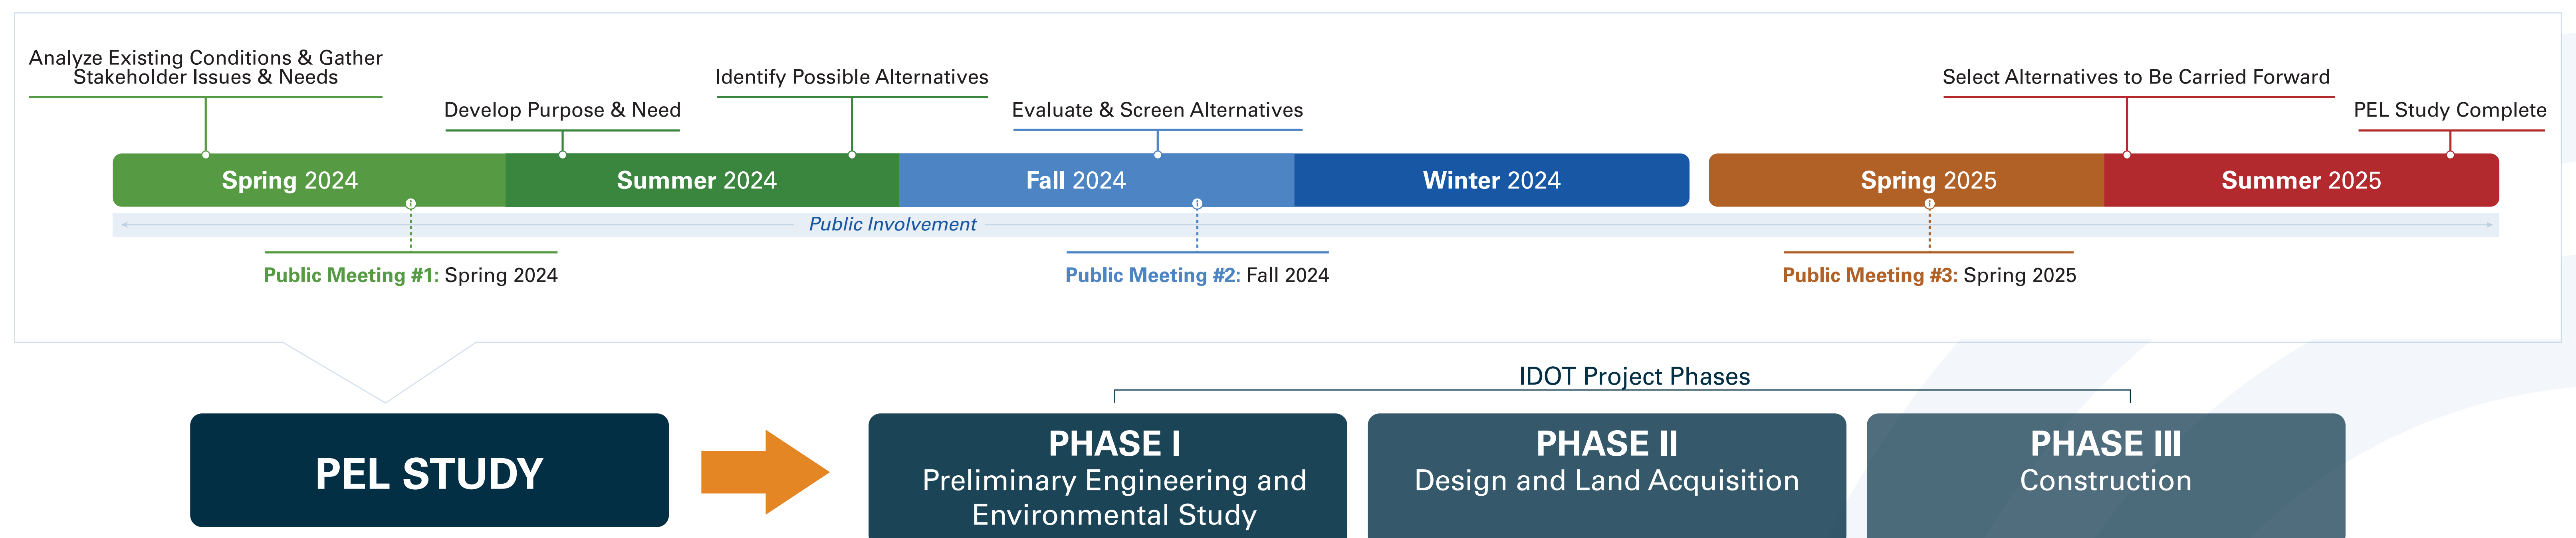 Analyze Existing Conditions & Gather
Stakeholder Issues & Needs
Develop Purpose & Need
Identify Possible Alternatives
Evaluate & Screen Alternatives
Select Alternatives to Be Carried Forward
PEL Study Complete
Spring 2024
Summer 2024
Fall 2024
Winter 2024
Spring 2025
Summer 2025
Public Involvement
Public Meeting #1: Spring 2024
Public Meeting #2: Fall 2024
Public Meeting #3: Spring 2025
IDOT Project Phases
PEL STUDY
PHASE I
Preliminary Engineering and
Environmental Study
PHASE II
Design and Land Acquisition
PHASE III
Construction